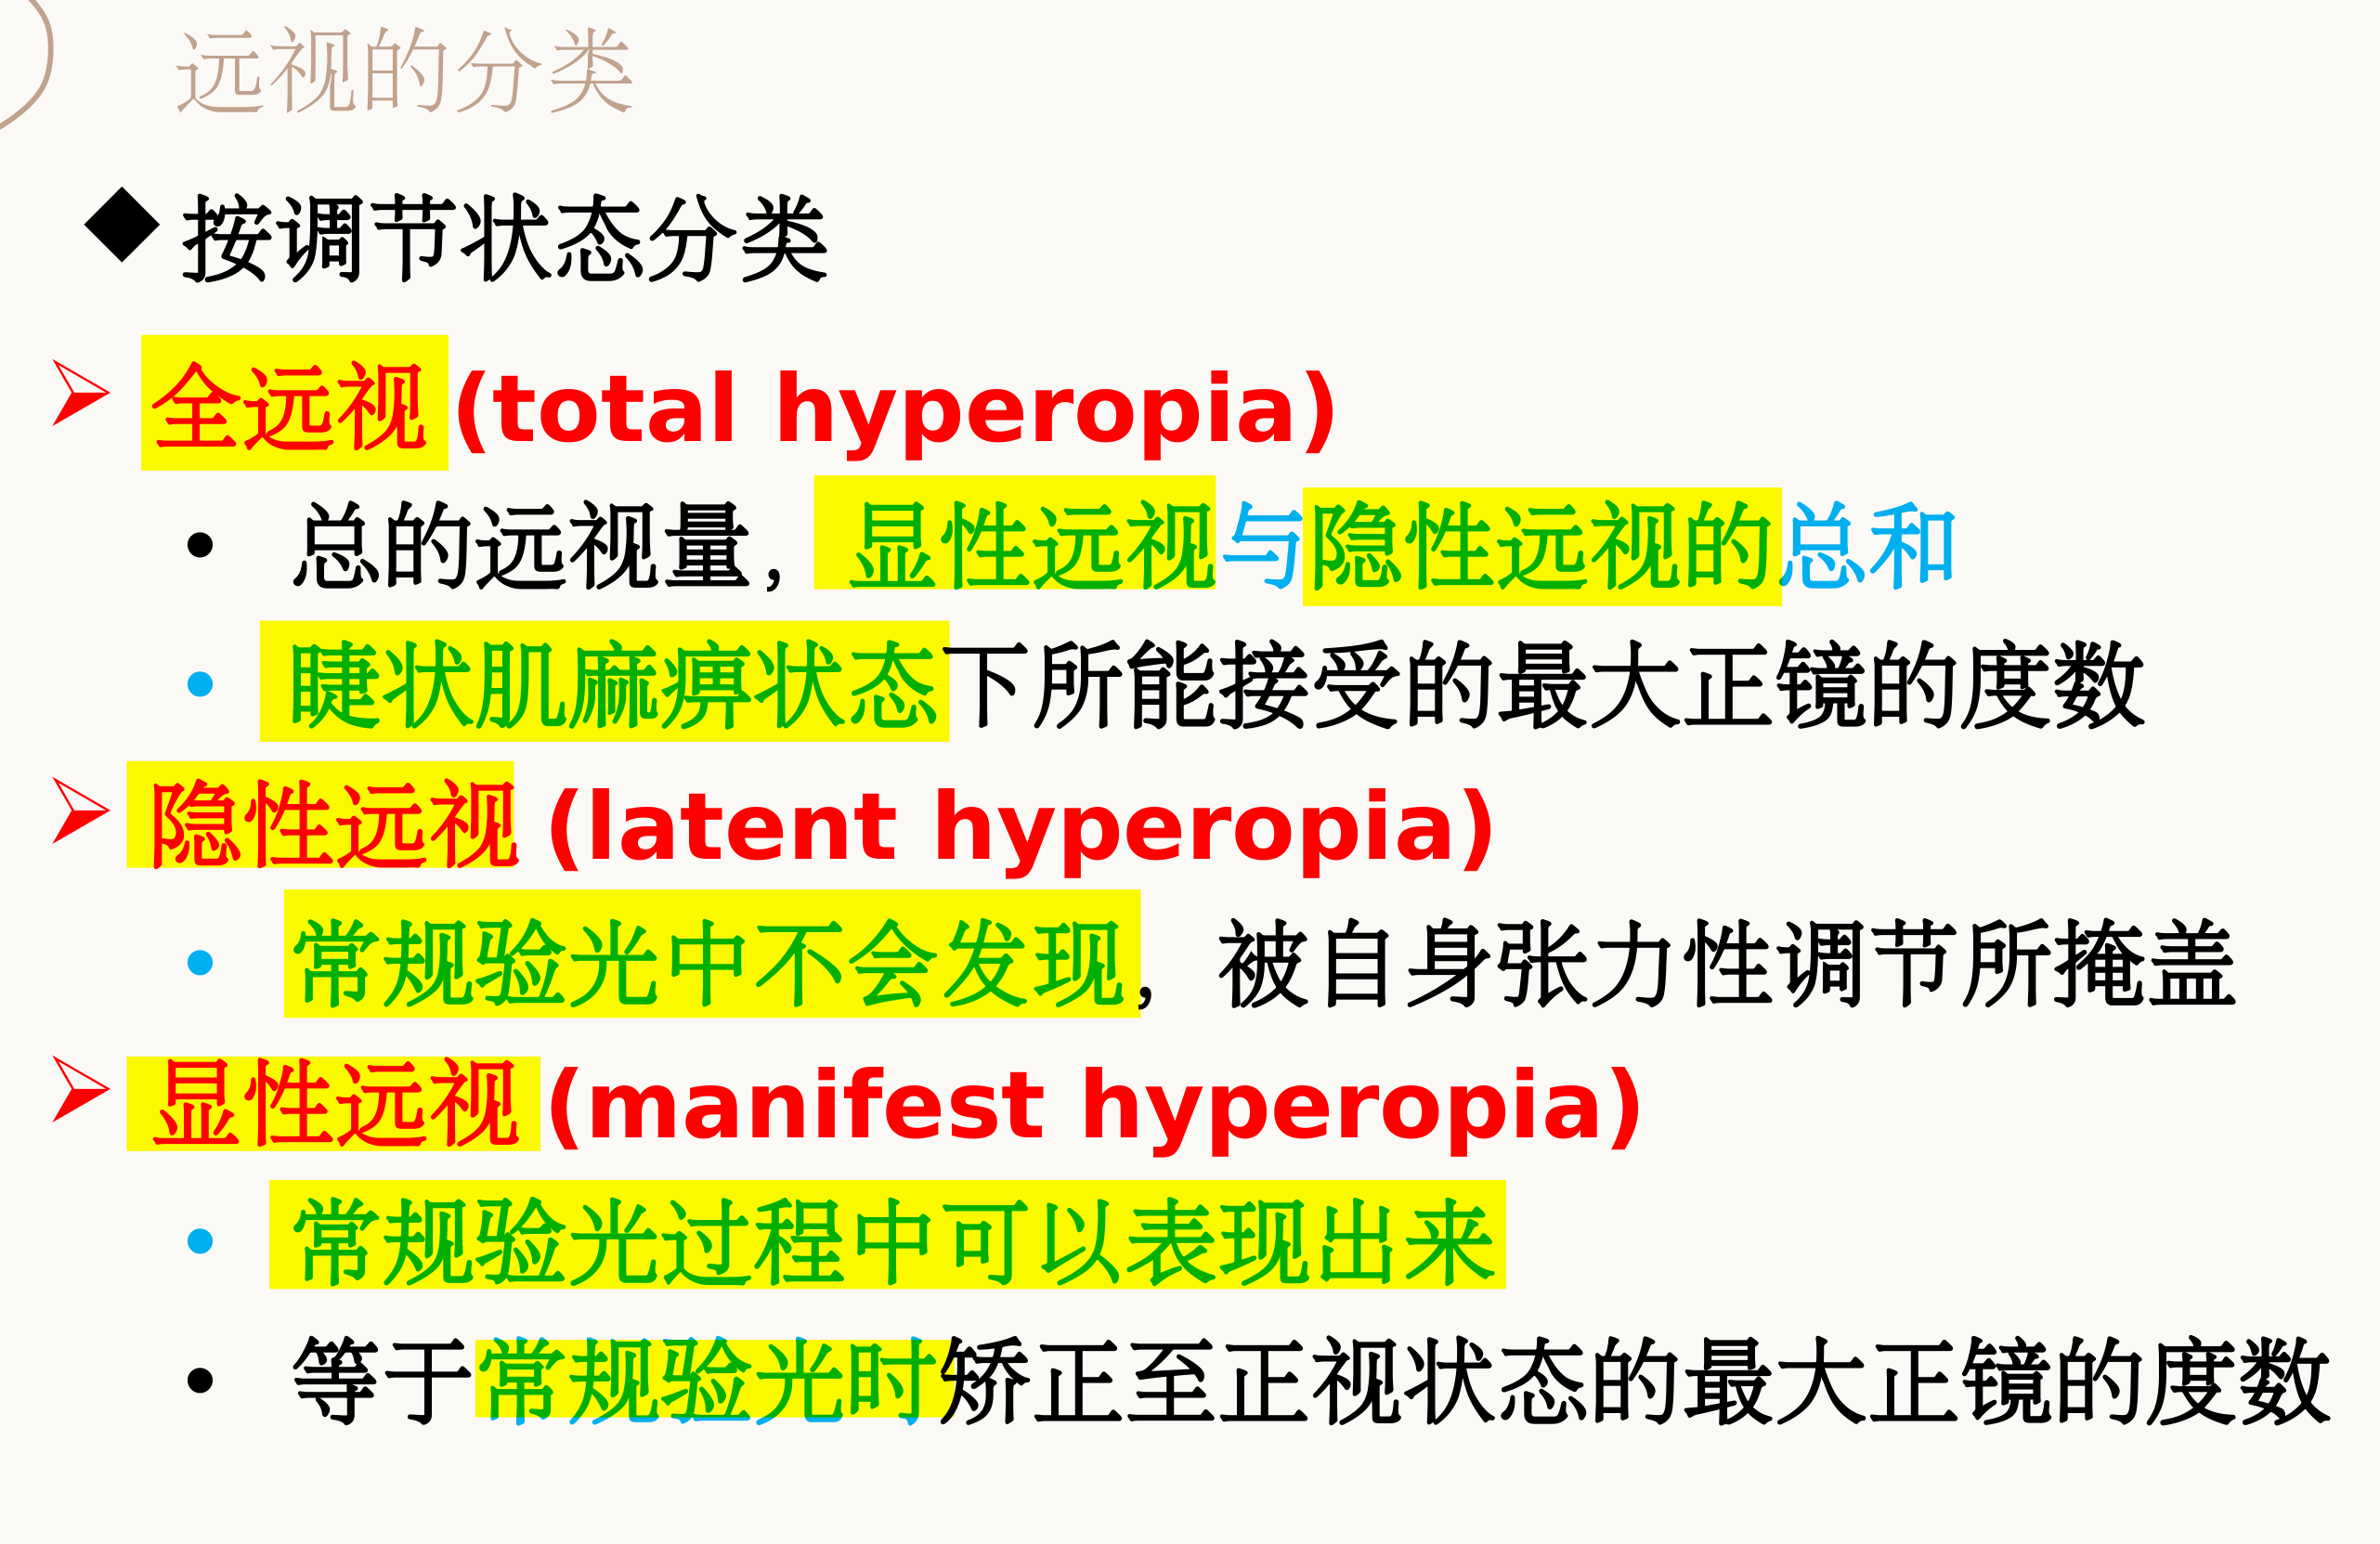 远视的分类
◆ 按调节状态分类
➢ 全远视(total hyperopia)
• 总的远视量，显性远视与隐性远视的总和
• 睫状肌麻痹状态下所能接受的最大正镜的度数
➢ 隐性远视 (latent hyperopia)
• 常规验光中不会发现，被自身张力性调节所掩盖
➢ 显性远视 (manifest hyperopia)
• 常规验光过程中可以表现出来
• 等于常规验光时矫正至正视状态的最大正镜的度数